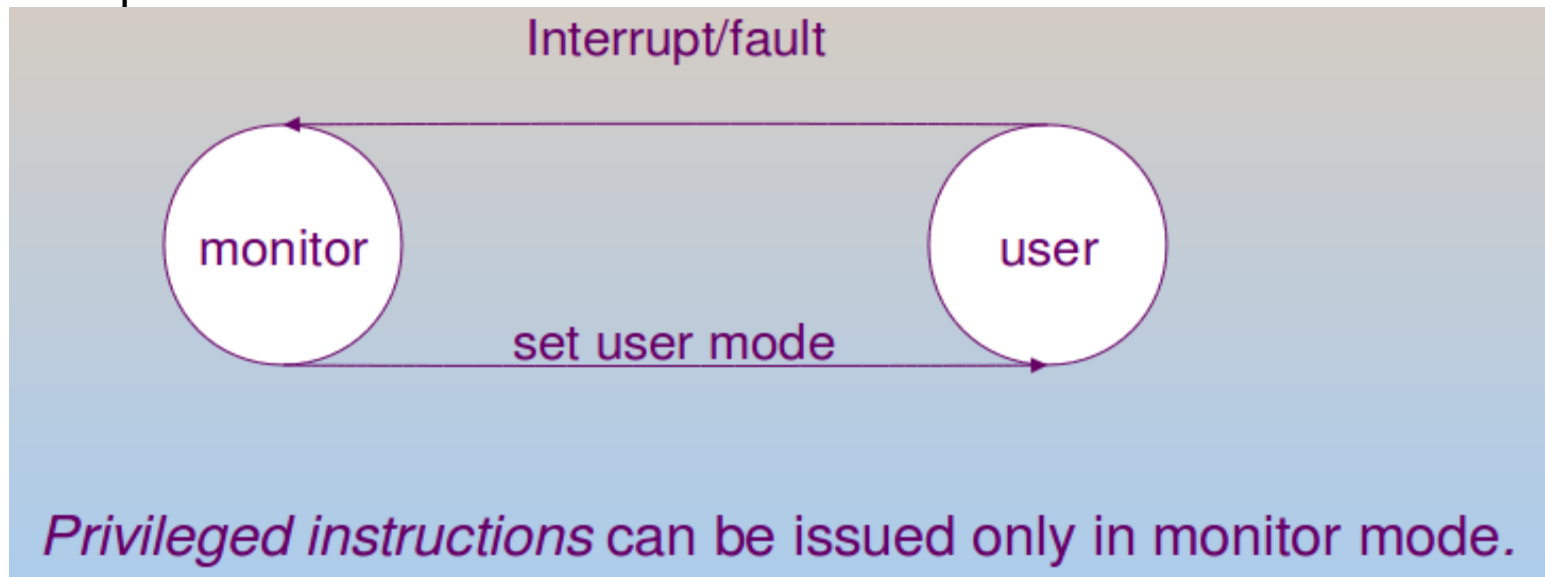 Interrupt/fault
monitor
user
set user mode
Privileged instructions can be issued only in monitor mode.